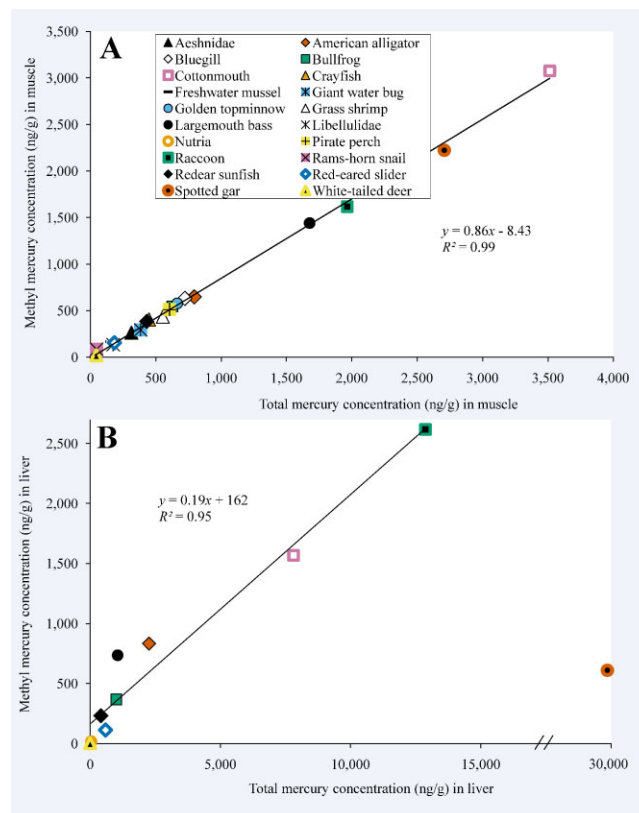 A
3,500
3,000
2,500
2,000
1,500
1,000
500
0
Methyl mercury concentration (ng/g) in muscle
Aeshnidae American alligator
Bluegill Bullfrog
Cottonmouth Crayfish
Freshwater mussel Giant water bug
Golden topminnow Grass shrimp
Largemouth bass Libellulidae
Nutria Pirate perch
Raccoon Rams-horn snail
Redear sunfish Red-eared slider
Spotted gar White-tailed deer
y = 0.86x - 8.43
R² = 0.99
0 500 1,000 1,500 2,000 2,500 3,000 3,500 4,000
Total mercury concentration (ng/g) in muscle
B
2,500
2,000
1,500
1,000
500
0
Methyl mercury concentration (ng/g) in liver
y = 0.19x + 162
R² = 0.95
0 5,000 10,000 15,000 30,000
Total mercury concentration (ng/g) in liver